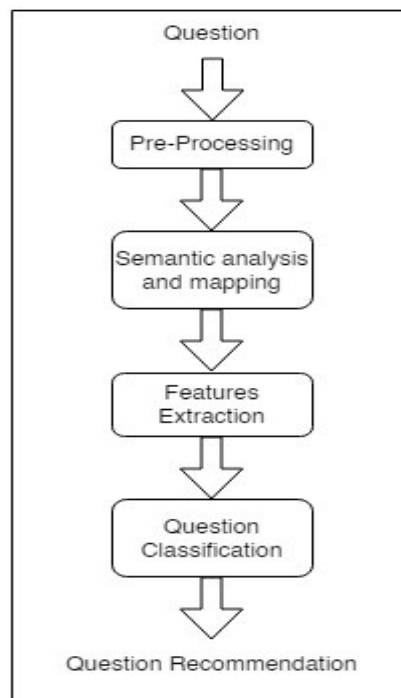 Question
Pre-Processing
Semantic analysis
and mapping
Features
Extraction
Question
Classification
Question Recommendation